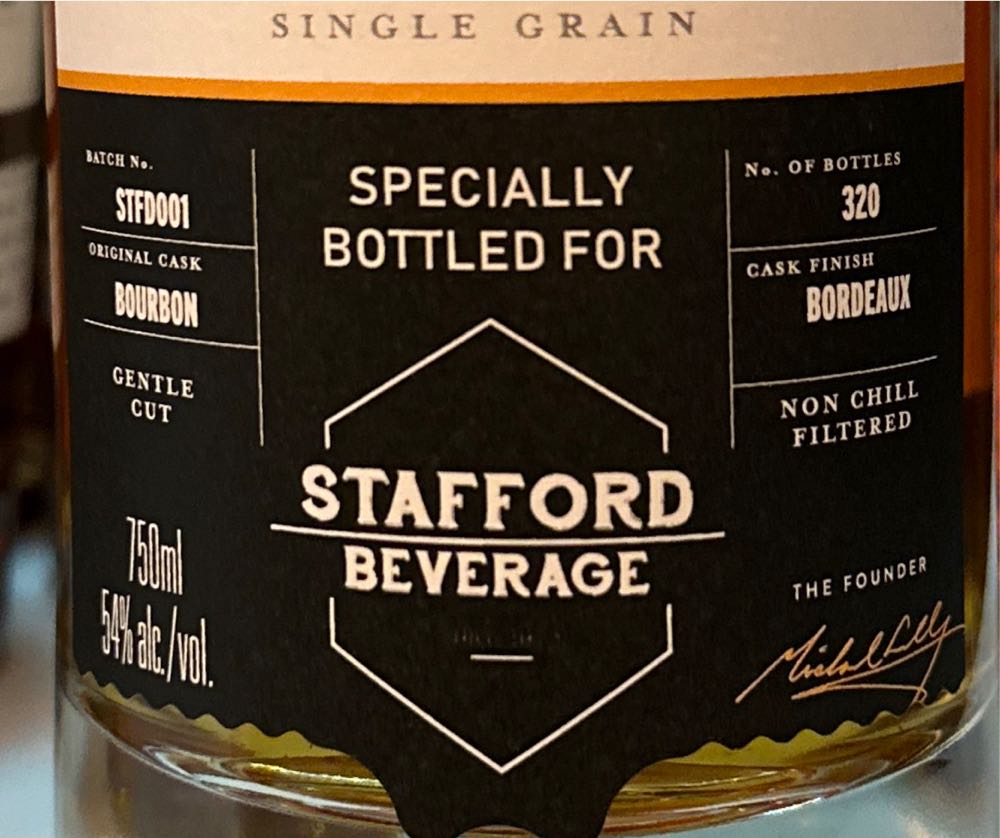 SINGLE GRAIN
BATCH No.
STFD001
ORIGINAL CASK
BOURBON
GENTLE
CUT
750ml
54% alc./vol.
SPECIALLY
BOTTLED FOR
STAFFORD
BEVERAGE
No. OF BOTTLES
320
CASK FINISH
BORDEAUX
NON CHILL
FILTERED
THE FOUNDER